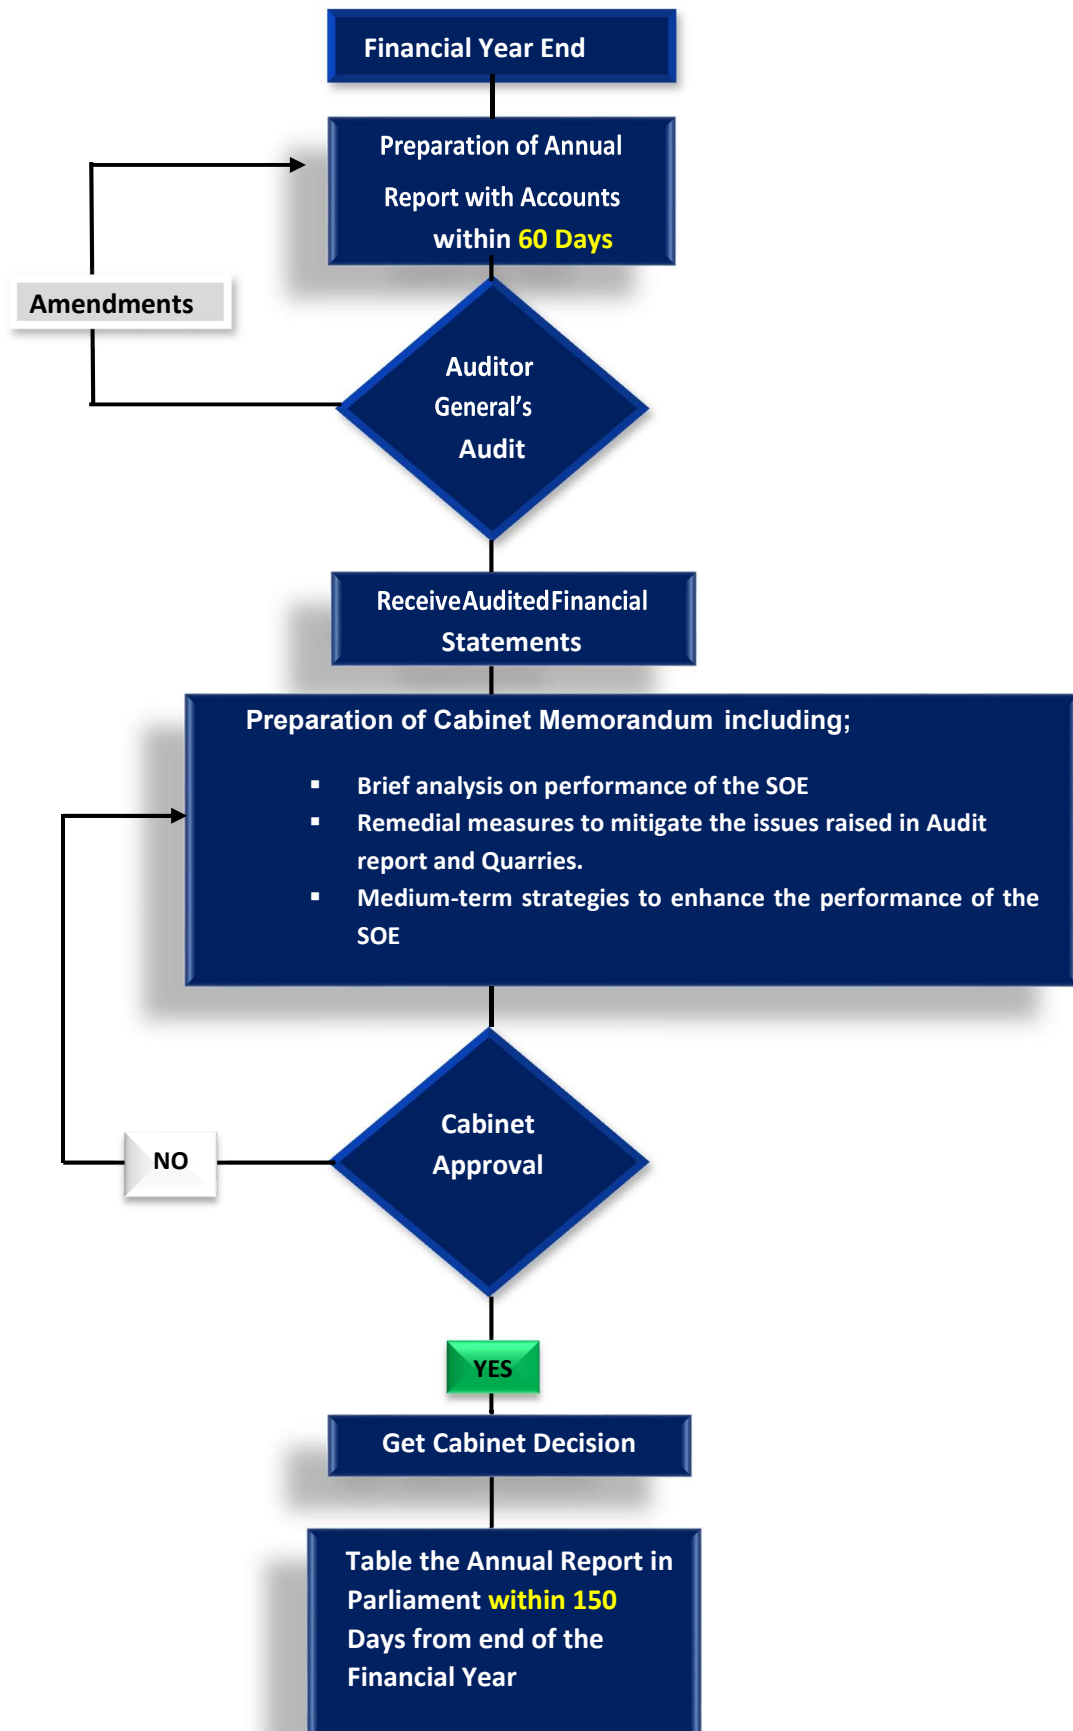 Financial Year End
Preparation of Annual
Report with Accounts
within 60 Days
Amendments
Auditor
General's
Audit
Receive Audited Financial
Statements
Preparation of Cabinet Memorandum including;
▪ Brief analysis on performance of the SOE
▪ Remedial measures to mitigate the issues raised in Audit
report and Quarries.
▪ Medium-term strategies to enhance the performance of the
SOE
Cabinet
Approval
NO
YES
Get Cabinet Decision
Table the Annual Report in
Parliament within 150
Days from end of the
Financial Year